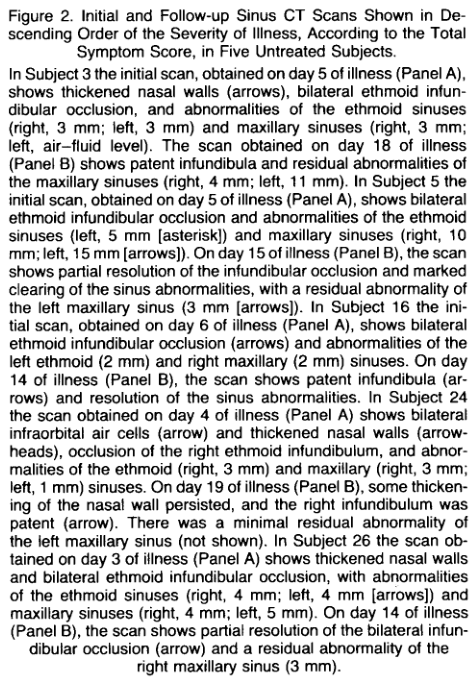 Figure 2. Initial and Follow-up Sinus CT Scans Shown in De-
scending Order of the Severity of Illness, According to the Total
Symptom Score, in Five Untreated Subjects.
In Subject 3 the initial scan, obtained on day 5 of illness (Panel A),
shows thickened nasal walls (arrows), bilateral ethmoid infun-
dibular occlusion, and abnormalities of the ethmoid sinuses
(right, 3 mm; left, 3 mm) and maxillary sinuses (right, 3 mm;
left, air–fluid level). The scan obtained on day 18 of illness
(Panel B) shows patent infundibula and residual abnormalities of
the maxillary sinuses (right, 4 mm; left, 11 mm). In Subject 5 the
initial scan, obtained on day 5 of illness (Panel A), shows bilateral
ethmoid infundibular occlusion and abnormalities of the ethmoid
sinuses (left, 5 mm [asterisk]) and maxillary sinuses (right, 10
mm; left, 15 mm [arrows]). On day 15 of illness (Panel B), the scan
shows partial resolution of the infundibular occlusion and marked
clearing of the sinus abnormalities, with a residual abnormality of
the left maxillary sinus (3 mm [arrows]). In Subject 16 the ini-
tial scan, obtained on day 6 of illness (Panel A), shows bilateral
ethmoid infundibular occlusion (arrows) and abnormalities of the
left ethmoid (2 mm) and right maxillary (2 mm) sinuses. On day
14 of illness (Panel B), the scan shows patent infundibula (ar-
rows) and resolution of the sinus abnormalities. In Subject 24
the scan obtained on day 4 of illness (Panel A) shows bilateral
infraorbital air cells (arrow) and thickened nasal walls (arrow-
heads), occlusion of the right ethmoid infundibulum, and abnor-
malities of the ethmoid (right, 3 mm) and maxillary (right, 3 mm;
left, 1 mm) sinuses. On day 19 of illness (Panel B), some thicken-
ing of the nasal wall persisted, and the right infundibulum was
patent (arrow). There was a minimal residual abnormality of
the left maxillary sinus (not shown). In Subject 26 the scan ob-
tained on day 3 of illness (Panel A) shows thickened nasal walls
and bilateral ethmoid infundibular occlusion, with abnormalities
of the ethmoid sinuses (right, 4 mm; left, 4 mm [arrows]) and
maxillary sinuses (right, 4 mm; left, 5 mm). On day 14 of illness
(Panel B), the scan shows partial resolution of the bilateral infun-
dibular occlusion (arrow) and a residual abnormality of the
right maxillary sinus (3 mm).